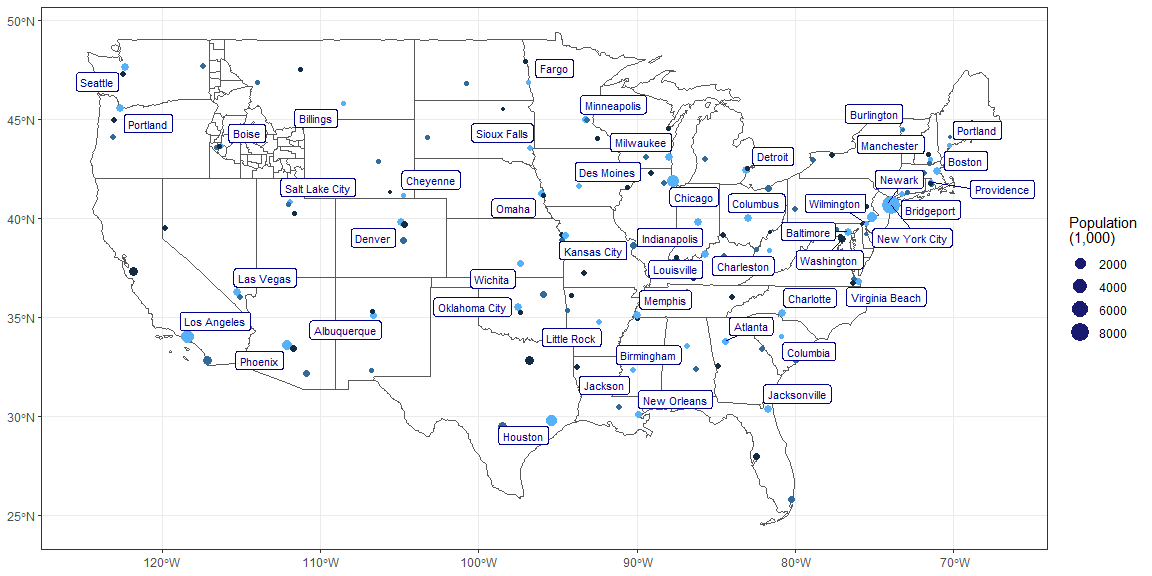 50°N
45°N
40°N
35°N
30°N
25°N
Seattle
Fargo
Portland
Billings
Boise
Minneapolis
Burlington
Portland
Sioux Falls
Milwaukee
Manchester
Detroit
Boston
Des Moines
Newark
Providence
Salt Lake City
Cheyenne
Omaha
Chicago
Columbus
Wilmington
Bridgeport
Denver
Kansas City
Indianapolis
Baltimore
New York City
Louisville
Charleston
Washington
Las Vegas
Wichita
Oklahoma City
Memphis
Charlotte
Virginia Beach
Los Angeles
Albuquerque
Little Rock
Atlanta
Phoenix
Birmingham
Columbia
Jackson
New Orleans
Jacksonville
Houston
120°W
110°W
100°W
90°W
80°W
70°W
Population
(1,000)
2000
4000
6000
8000